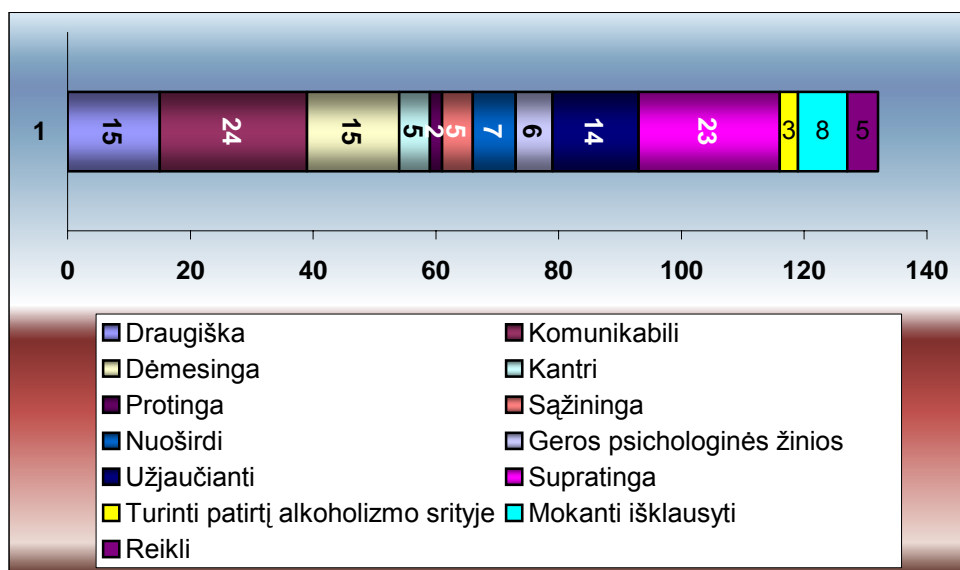 1 15 24 15 5 2 5 7 6 14 23 3 8 5
0 20 40 60 80 100 120 140
Draugiška Komunikabili
Dėmesinga Kantri
Protinga Sąžininga
Nuoširdi Geros psichologinės žinios
Užjaučianti Supratinga
Turinti patirtį alkoholizmo srityje Mokanti išklausyti
Reikli